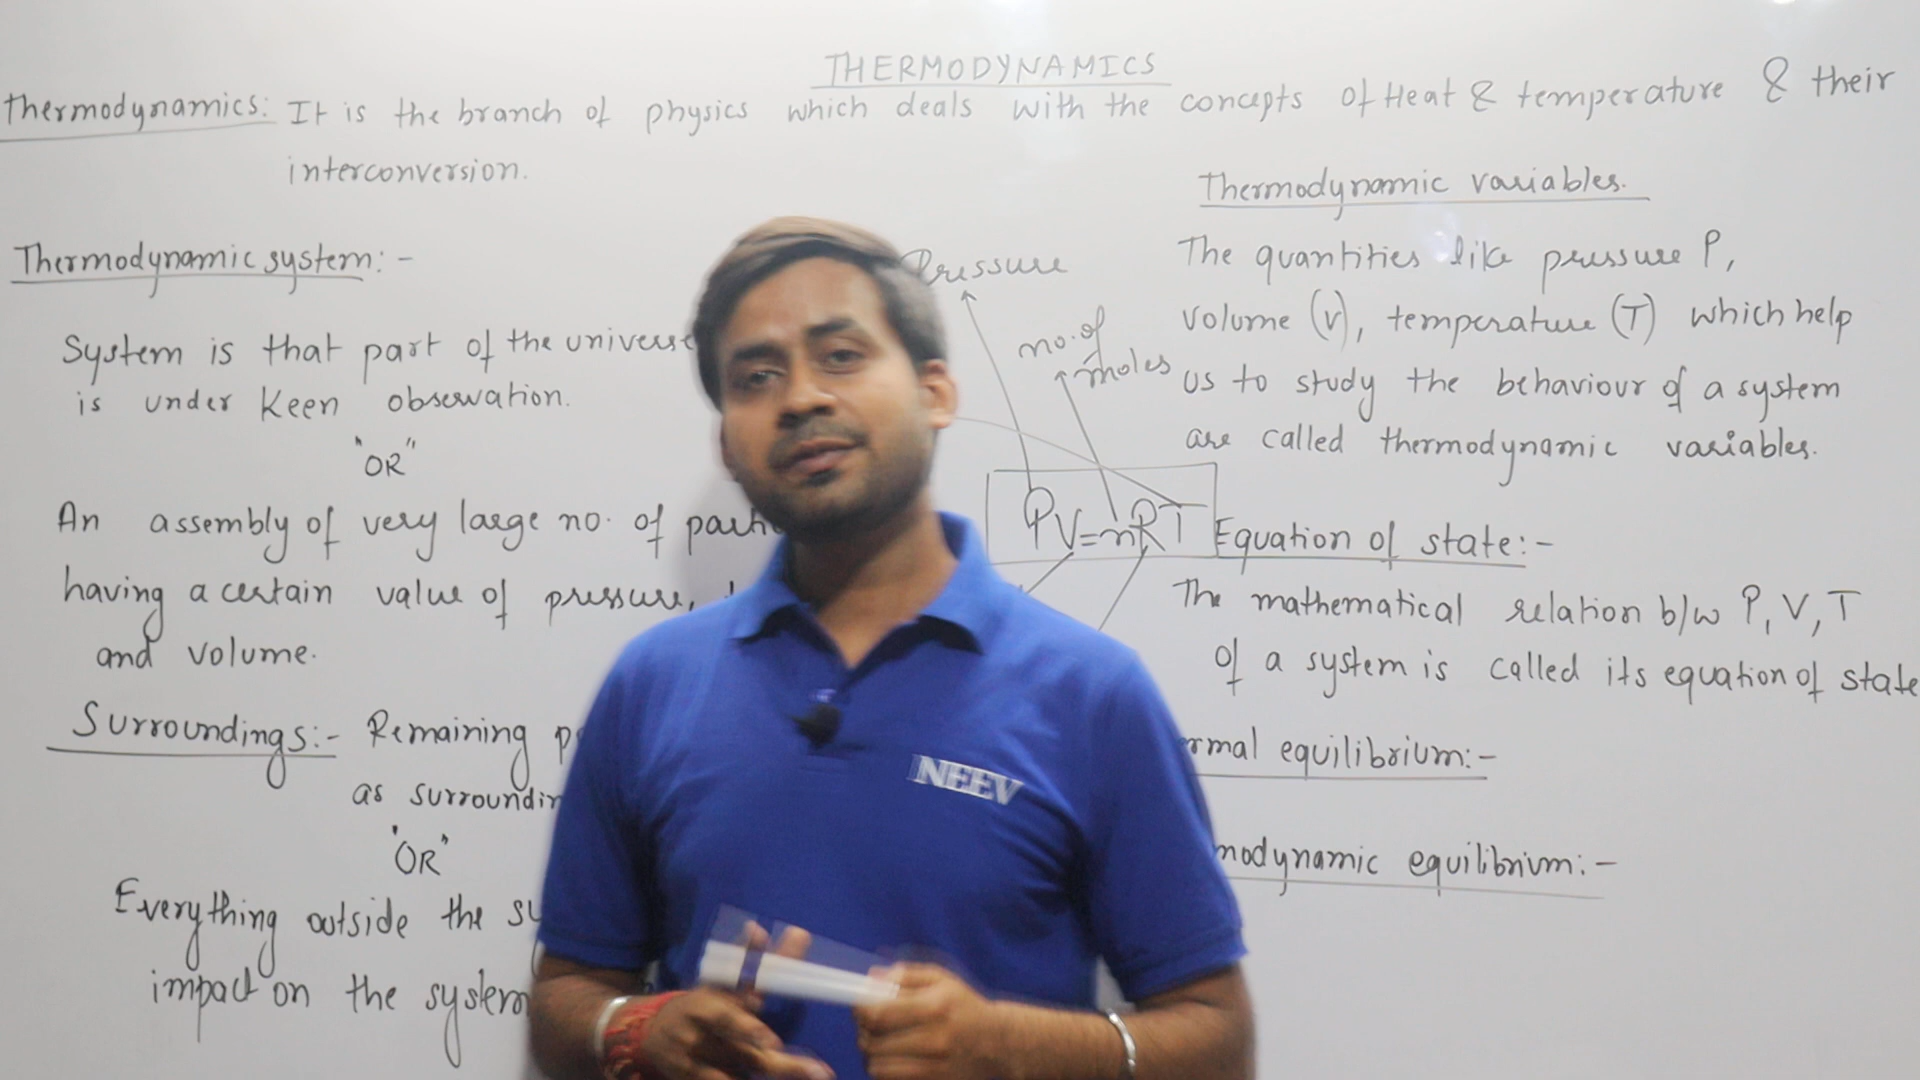 THERMODYNAMICS
Thermodynamics: It is the branch of physics which deals with the concepts of Heat & temperature & their
interconversion.
Thermodynamic system:-
System is that part of the universe
is under keen observation.
"OR"
An assembly of very large no. of
having a certain value of pressure,
and volume.
Surroundings:- Remaining
as
"OR"
Everything outside the
impact on the system
Pressure
no. of
moles
PV=nRT
Thermodynamic variables.
The quantities like pressure P,
volume (V), temperature (T) which help
us to study the behaviour of a system
are called thermodynamic variables.
Equation of state:-
The mathematical relation b/w P, V, T
of a system is called its equation of state
equilibrium:-
equilibrium:-
NEEV